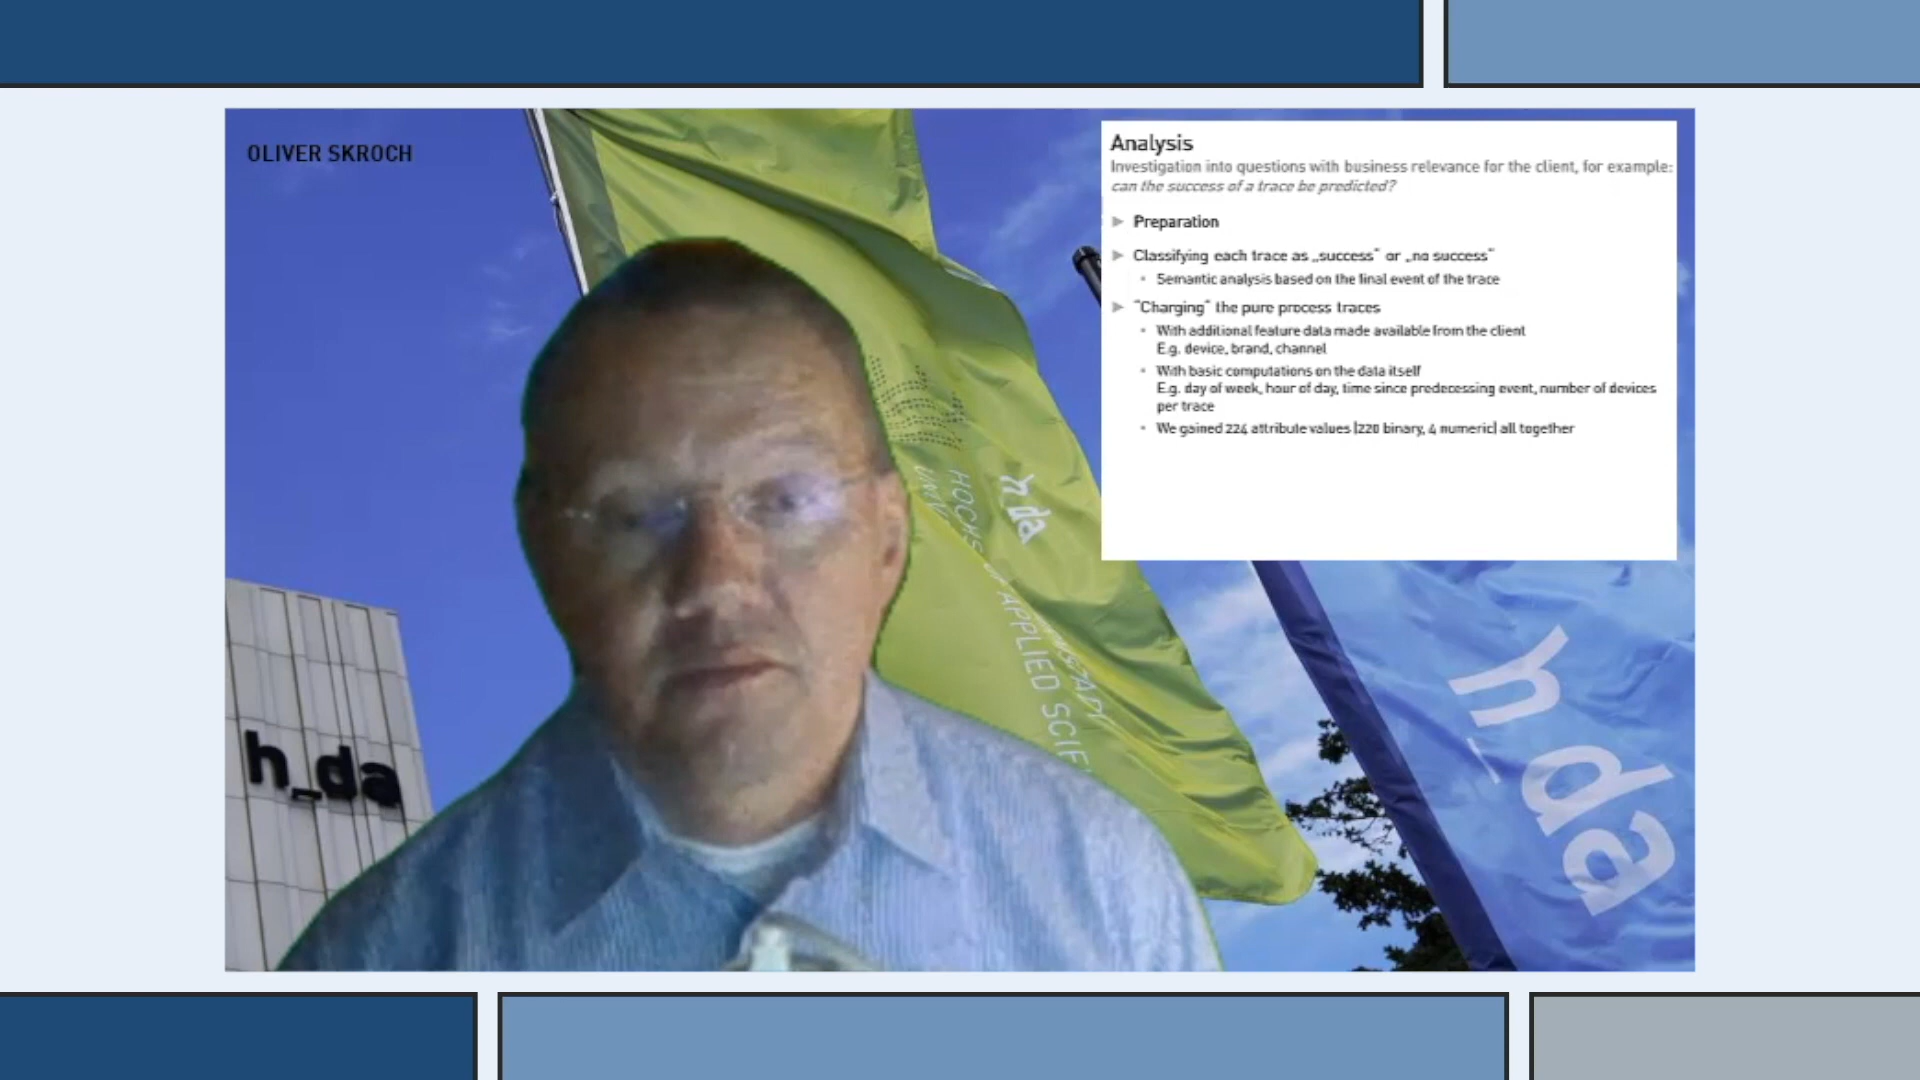 OLIVER SKROCH
Analysis
Investigation into questions with business relevance for the client, for example:
can the success of a trace be predicted?
► Preparation
► Classifying each trace as „success“ or „no success“
• Semantic analysis based on the final event of the trace
► “Charging“ the pure process traces
• With additional feature data made available from the client
E.g. device, brand, channel
• With basic computations on the data itself
E.g. day of week, hour of day, time since predecessing event, number of devices
per trace
• We gained 224 attribute values (220 binary, 4 numeric) all together
h_da
HOCHS
APPLIED SCIE
h_da
h_da